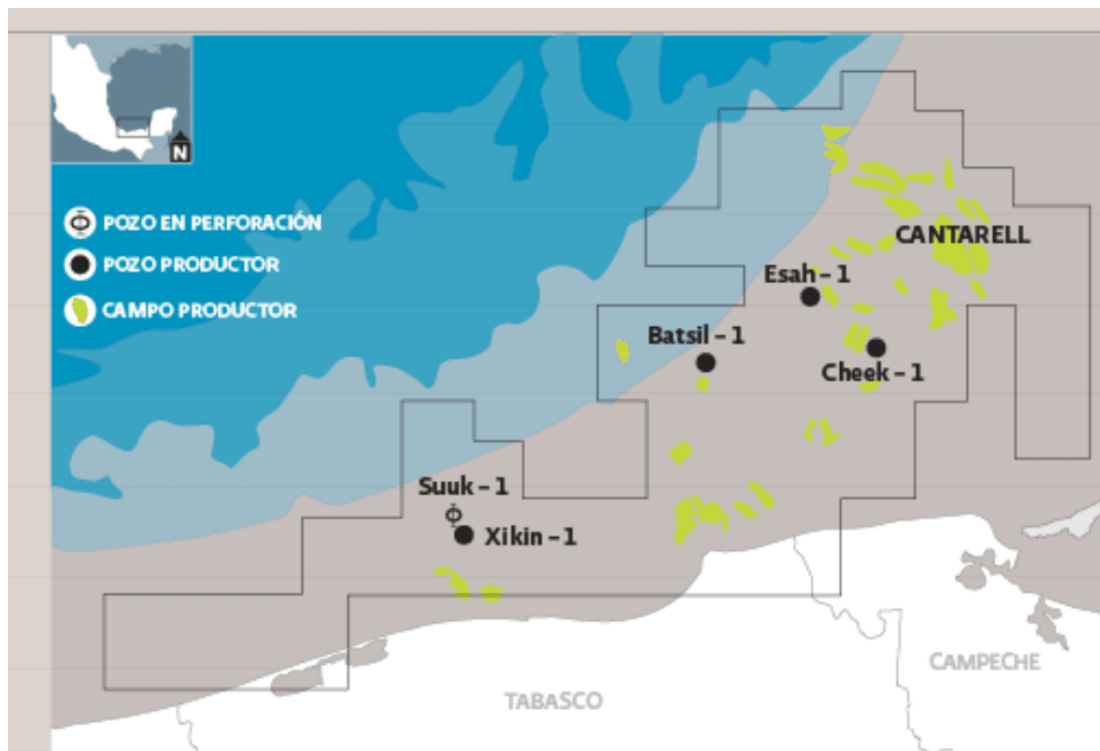 N
POZO EN PERFORACIÓN
POZO PRODUCTOR
CAMPO PRODUCTOR
CANTARELL
Esah – 1
Batsil – 1
Cheek – 1
Suuk – 1
Xikin – 1
CAMPECHE
TABASCO